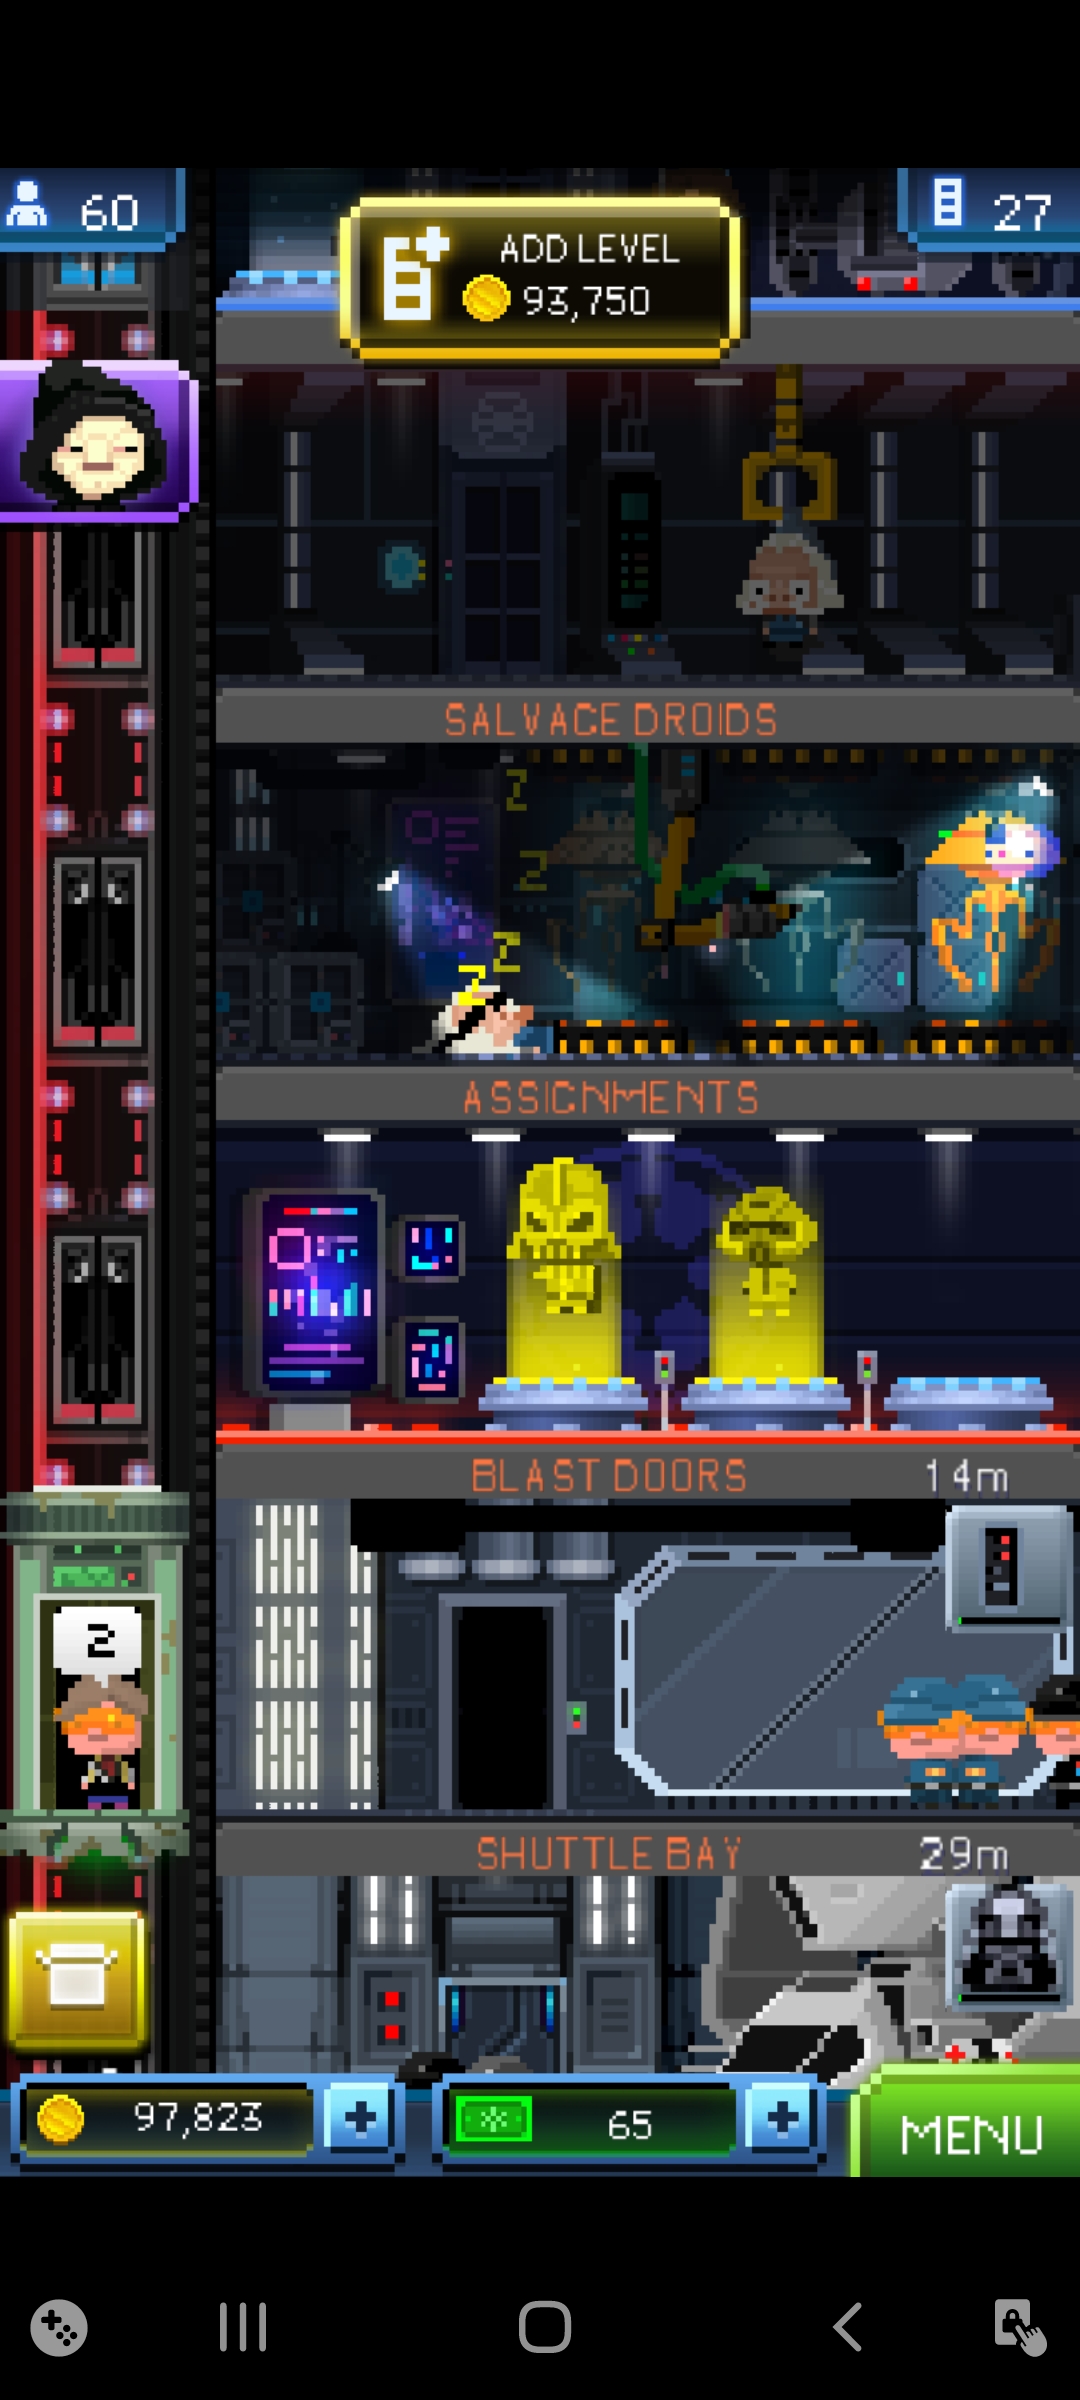 60
ADD LEVEL
27
93,750
SALVAGE DROIDS
Z
Z
Z
Z
ASSIGNMENTS
BLAST DOORS 14m
2
SHUTTLE BAY 29m
97,823
65
MENU